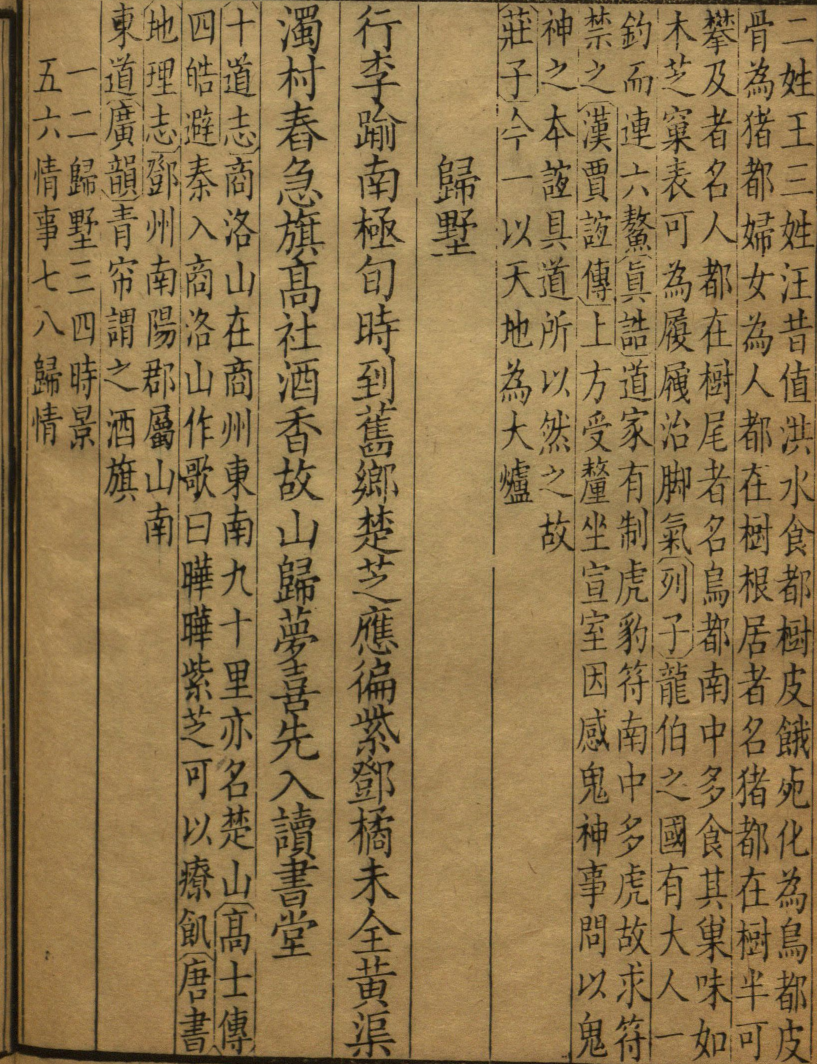 二姓王三姓汪昔值洪水食都樹皮餓死化為鳥都皮
骨為猪都婦女為人都在樹根居者名猪都在樹半可
攀及者名人都在樹尾者名鳥都南中多食其巢味如
木芝窠表可為履屧治脚氣列子龍伯之國有大人一
釣而連六鰲真誥道家有制虎豹符南中多虎故求符
禁之漢賈誼傳上方受釐坐宣室因感鬼神事問以鬼
神之本誼具道所以然之故
莊子今一以天地為大爐
歸墅
行李踰南極旬時到舊鄉楚芝應徧紫鄧橘未全黃渠
濁村舂急旗高社酒香故山歸夢喜先入讀書堂
十道志商洛山在商州東南九十里亦名楚山高士傳
四皓避秦入商洛山作歌曰曄曄紫芝可以療飢唐書
地理志鄧州南陽郡屬山南
東道廣韻青帘謂之酒旗
一二歸墅三四時景
五六情事七八歸情